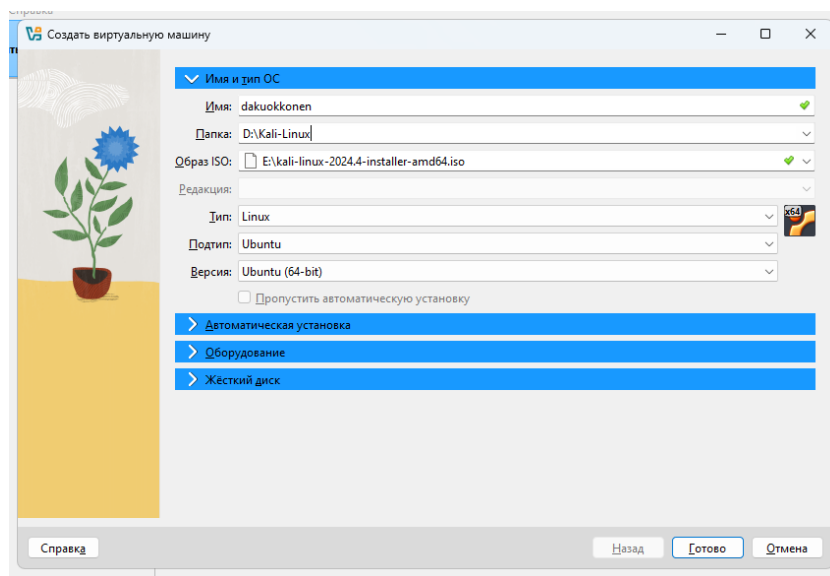 Справка
Создать виртуальную машину
Имя и тип ОС
Имя: dakuokkonen
Папка: D:\Kali-Linux
Образ ISO: E:\kali-linux-2024.4-installer-amd64.iso
Редакция:
Тип: Linux
x64
Подтип: Ubuntu
Версия: Ubuntu (64-bit)
Пропустить автоматическую установку
Автоматическая установка
Оборудование
Жёсткий диск
Справка Назад Готово Отмена